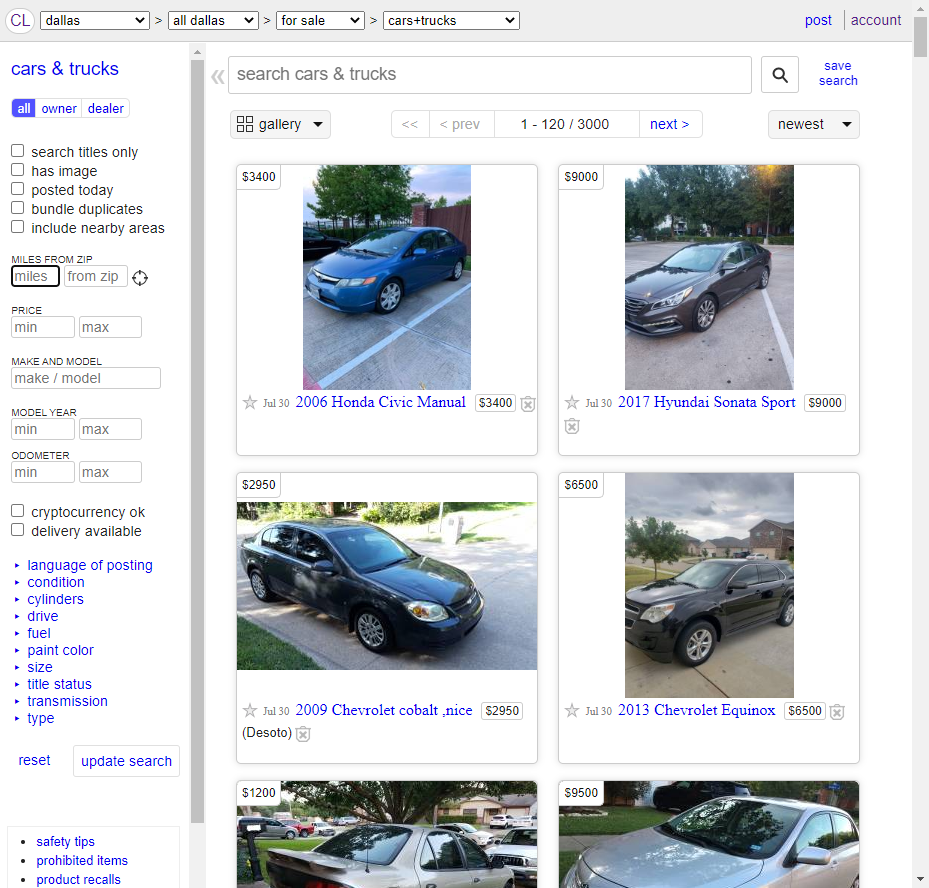 CL dallas > all dallas > for sale > cars+trucks post account
cars & trucks
all owner dealer
search titles only
has image
posted today
bundle duplicates
include nearby areas
MILES FROM ZIP
miles from zip
PRICE
min max
MAKE AND MODEL
make / model
MODEL YEAR
min max
ODOMETER
min max
cryptocurrency ok
delivery available
language of posting
condition
cylinders
drive
fuel
paint color
size
title status
transmission
type
reset update search
safety tips
prohibited items
product recalls
« search cars & trucks
save
search
gallery << < prev 1 - 120 / 3000 next > newest
$3400
Jul 30 2006 Honda Civic Manual $3400
$9000
Jul 30 2017 Hyundai Sonata Sport $9000
$2950
Jul 30 2009 Chevrolet cobalt ,nice $2950
(Desoto)
$6500
Jul 30 2013 Chevrolet Equinox $6500
$1200
$9500